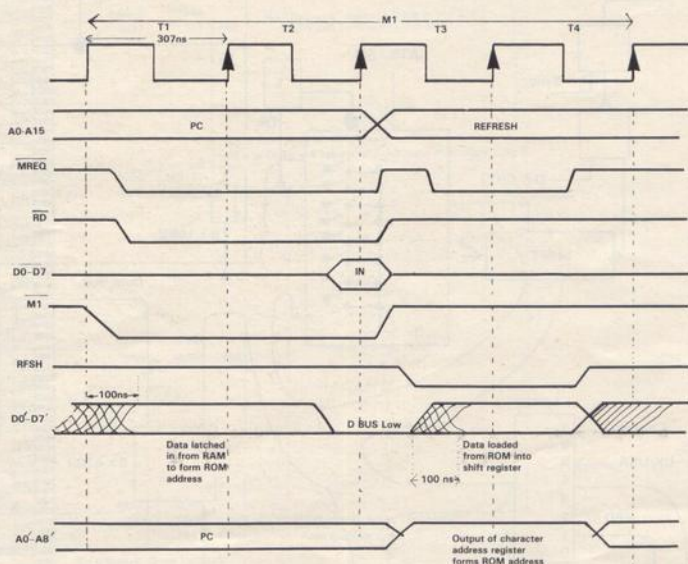 M1
T1
T2
T3
T4
307ns
A0-A15
PC
REFRESH
MREQ
RD
D0-D7
IN
M1
RFSH
100ns
D0'-D7'
D BUS Low
Data latched
in from RAM
to form ROM
address
Data loaded
from ROM into
shift register
100 ns
A0'-A8'
PC
Output of character
address register
forms ROM address